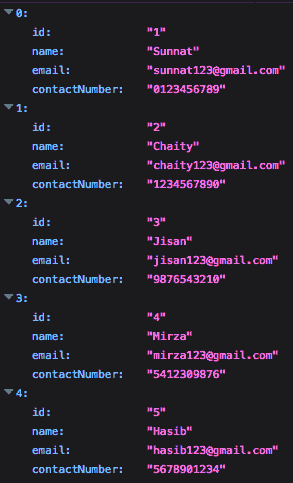 0:
id: "1"
name: "Sunnat"
email: "sunnat123@gmail.com"
contactNumber: "0123456789"
1:
id: "2"
name: "Chaity"
email: "chaity123@gmail.com"
contactNumber: "1234567890"
2:
id: "3"
name: "Jisan"
email: "jisan123@gmail.com"
contactNumber: "9876543210"
3:
id: "4"
name: "Mirza"
email: "mirza123@gmail.com"
contactNumber: "5412309876"
4:
id: "5"
name: "Hasib"
email: "hasib123@gmail.com"
contactNumber: "5678901234"